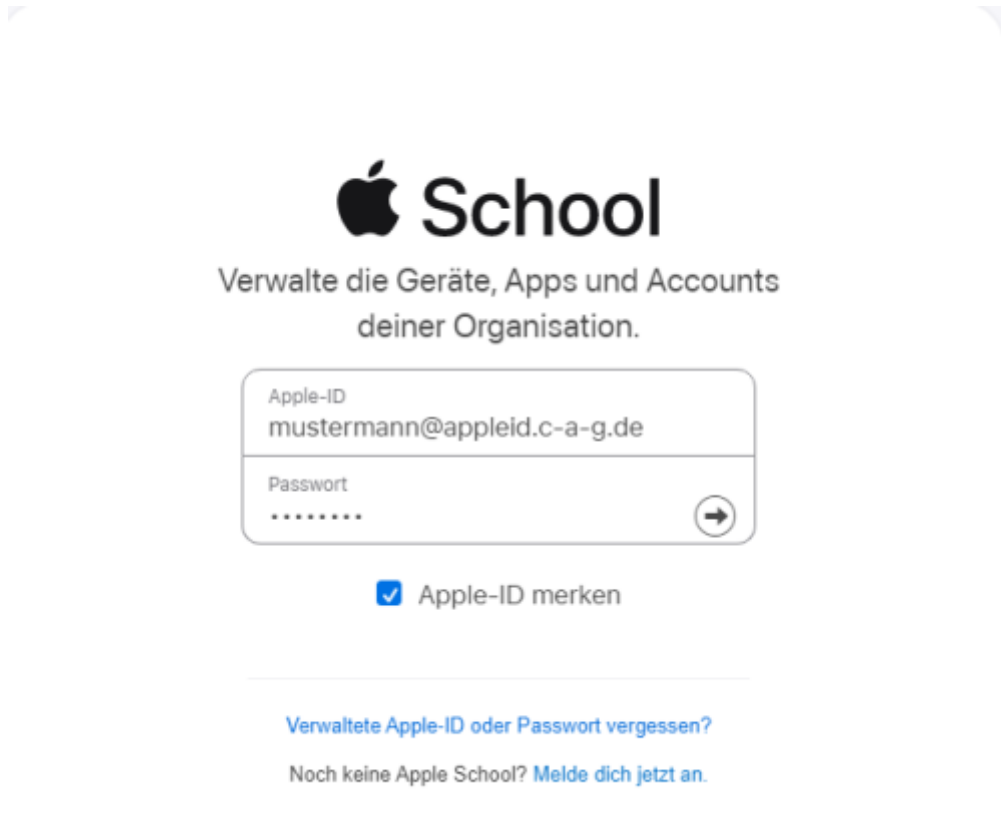 School
Verwalte die Geräte, Apps und Accounts
deiner Organisation.
Apple-ID
mustermann@appleid.c-a-g.de
Passwort
••••••••
Apple-ID merken
Verwaltete Apple-ID oder Passwort vergessen?
Noch keine Apple School? Melde dich jetzt an.